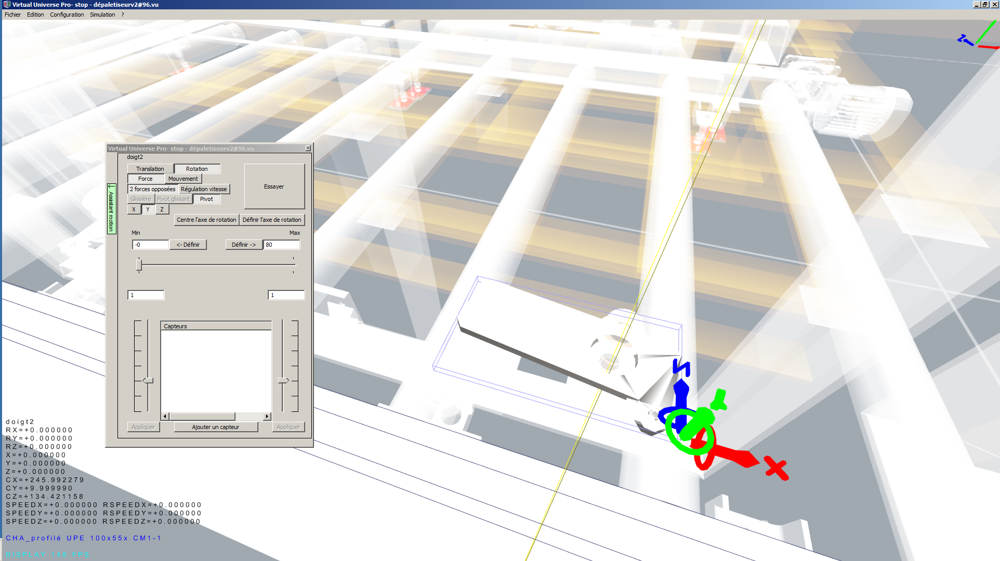 Virtual Universe Pro- stop - dépaletiseurv2#96.vu
Fichier Edition Configuration Simulation ?
Z
Virtual Universe Pro- stop - dépaletiseurv2#96.vu
doigt2
Translation Rotation
Force Mouvement
Essayer
2 forces opposées Régulation vitesse
Glissière Pivot glissant Pivot
X Y Z
Centre l'axe de rotation Définir l'axe de rotation
Assistant motion
Min Max
-0 <- Définir Définir -> 80
1 1
Capteurs
Appliquer Ajouter un capteur Appliquer
Z
Y
X
doigt2
RX=+0.000000
RY=+0.000000
RZ=+0.000000
X=+0.000000
Y=+0.000000
Z=+0.000000
CX=+245.992279
CY=+9.999990
CZ=+134.421158
SPEEDX=+0.000000 RSPEEDX=+0.000000
SPEEDY=+0.000000 RSPEEDY=+0.000000
SPEEDZ=+0.000000 RSPEEDZ=+0.000000
CHA_profilé UPE 100x55x CM1-1
DISPLAY 148 FPS